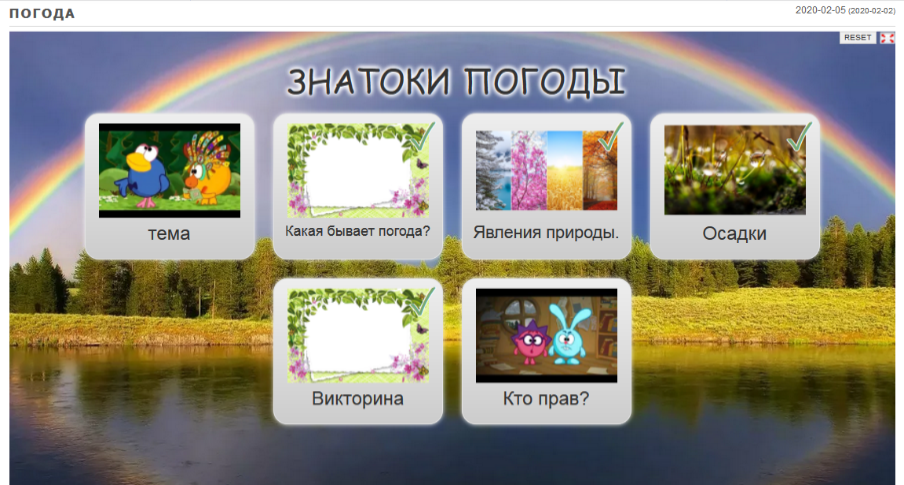 ПОГОДА
2020-02-05 (2020-02-02)
RESET
ЗНАТОКИ ПОГОДЫ
тема
Какая бывает погода?
Явления природы.
Осадки
Викторина
Кто прав?